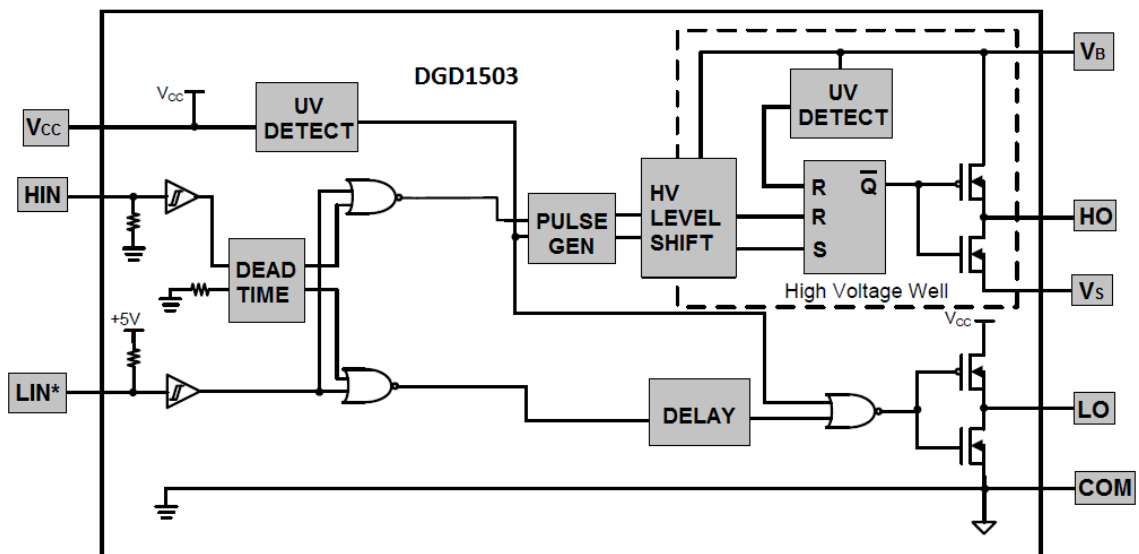 DGD1503
VCC
VCC
UV
DETECT
HIN
DEAD
TIME
+5V
LIN*
PULSE
GEN
HV
LEVEL
SHIFT
UV
DETECT
R
R
S
Q
High Voltage Well
VB
HO
VS
VCC
DELAY
LO
COM